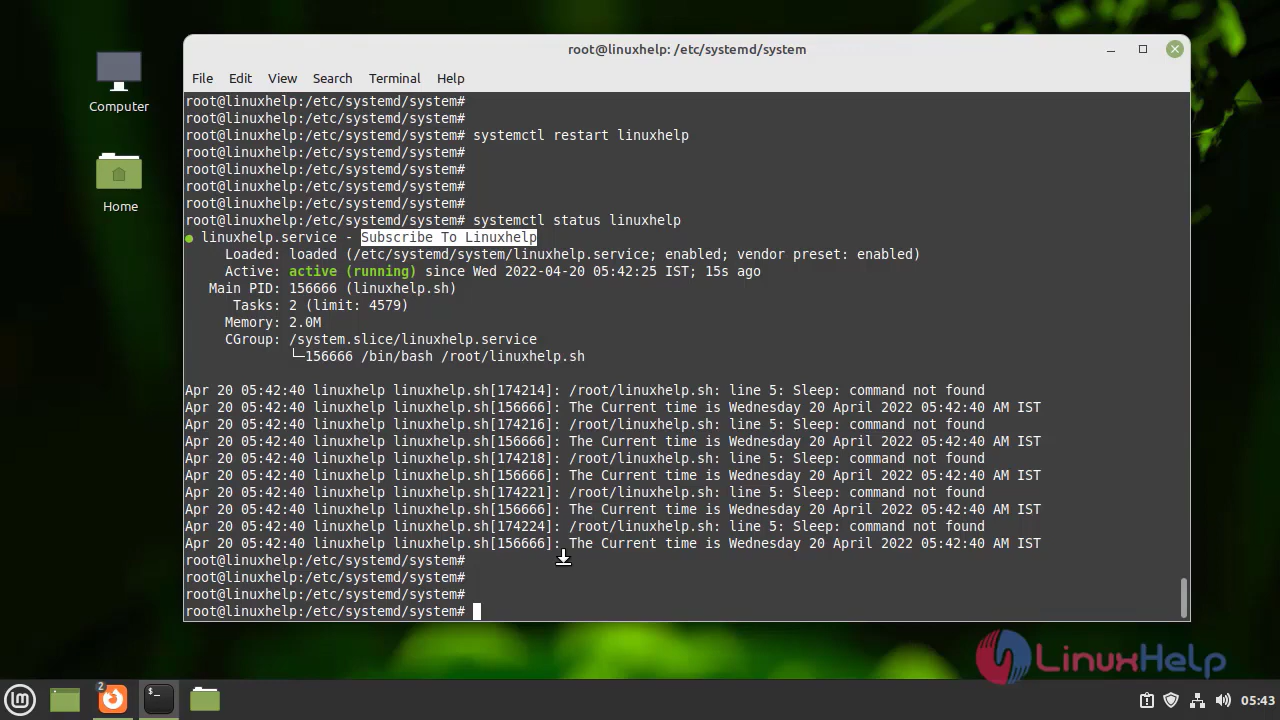 root@linuxhelp: /etc/systemd/system
File Edit View Search Terminal Help
Computer
Home
root@linuxhelp:/etc/systemd/system#
root@linuxhelp:/etc/systemd/system#
root@linuxhelp:/etc/systemd/system# systemctl restart linuxhelp
root@linuxhelp:/etc/systemd/system#
root@linuxhelp:/etc/systemd/system#
root@linuxhelp:/etc/systemd/system#
root@linuxhelp:/etc/systemd/system#
root@linuxhelp:/etc/systemd/system# systemctl status linuxhelp
● linuxhelp.service - Subscribe To Linuxhelp
Loaded: loaded (/etc/systemd/system/linuxhelp.service; enabled; vendor preset: enabled)
Active: active (running) since Wed 2022-04-20 05:42:25 IST; 15s ago
Main PID: 156666 (linuxhelp.sh)
Tasks: 2 (limit: 4579)
Memory: 2.0M
CGroup: /system.slice/linuxhelp.service
└─156666 /bin/bash /root/linuxhelp.sh
Apr 20 05:42:40 linuxhelp linuxhelp.sh[174214]: /root/linuxhelp.sh: line 5: Sleep: command not found
Apr 20 05:42:40 linuxhelp linuxhelp.sh[156666]: The Current time is Wednesday 20 April 2022 05:42:40 AM IST
Apr 20 05:42:40 linuxhelp linuxhelp.sh[174216]: /root/linuxhelp.sh: line 5: Sleep: command not found
Apr 20 05:42:40 linuxhelp linuxhelp.sh[156666]: The Current time is Wednesday 20 April 2022 05:42:40 AM IST
Apr 20 05:42:40 linuxhelp linuxhelp.sh[174218]: /root/linuxhelp.sh: line 5: Sleep: command not found
Apr 20 05:42:40 linuxhelp linuxhelp.sh[156666]: The Current time is Wednesday 20 April 2022 05:42:40 AM IST
Apr 20 05:42:40 linuxhelp linuxhelp.sh[174221]: /root/linuxhelp.sh: line 5: Sleep: command not found
Apr 20 05:42:40 linuxhelp linuxhelp.sh[156666]: The Current time is Wednesday 20 April 2022 05:42:40 AM IST
Apr 20 05:42:40 linuxhelp linuxhelp.sh[174224]: /root/linuxhelp.sh: line 5: Sleep: command not found
Apr 20 05:42:40 linuxhelp linuxhelp.sh[156666]: The Current time is Wednesday 20 April 2022 05:42:40 AM IST
root@linuxhelp:/etc/systemd/system#
root@linuxhelp:/etc/systemd/system#
root@linuxhelp:/etc/systemd/system#
root@linuxhelp:/etc/systemd/system#
LinuxHelp
2
05:43